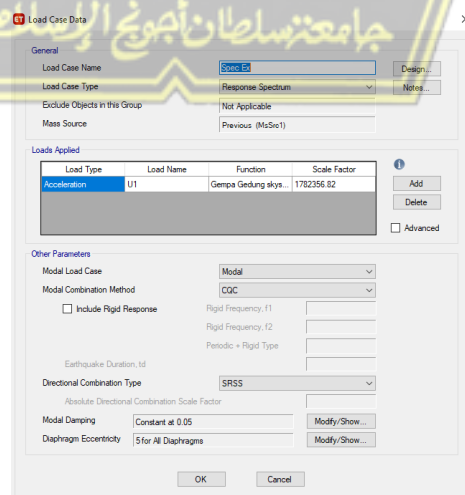 ET Load Case Data
جامعة سلطان أجونج الإسلامية
General
Load Case Name Spec Ex Design...
Load Case Type Response Spectrum Notes...
Exclude Objects in this Group Not Applicable
Mass Source Previous (MsSrc1)
Loads Applied
Load Type Load Name Function Scale Factor
Acceleration U1 Gempa Gedung skys... 1782356.82 Add
Delete
Advanced
Other Parameters
Modal Load Case Modal
Modal Combination Method CQC
Include Rigid Response Rigid Frequency, f1
Rigid Frequency, f2
Periodic + Rigid Type
Earthquake Duration, td
Directional Combination Type SRSS
Absolute Directional Combination Scale Factor
Modal Damping Constant at 0.05 Modify/Show...
Diaphragm Eccentricity 5 for All Diaphragms Modify/Show...
OK Cancel